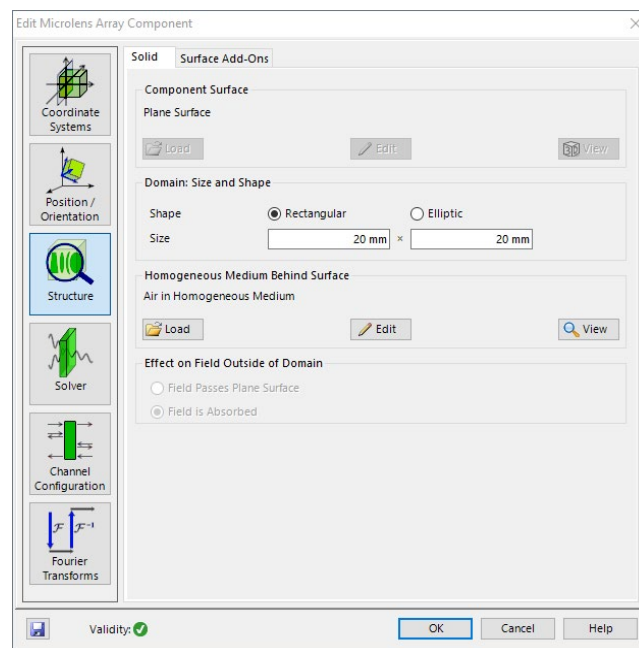 Edit Microlens Array Component
Coordinate
Systems
Position /
Orientation
Structure
Solver
Channel
Configuration
F F-1
Fourier
Transforms
Solid Surface Add-Ons
Component Surface
Plane Surface
Load Edit 3D View
Domain: Size and Shape
Shape Rectangular Elliptic
Size 20 mm × 20 mm
Homogeneous Medium Behind Surface
Air in Homogeneous Medium
Load Edit View
Effect on Field Outside of Domain
Field Passes Plane Surface
Field is Absorbed
Validity: OK Cancel Help